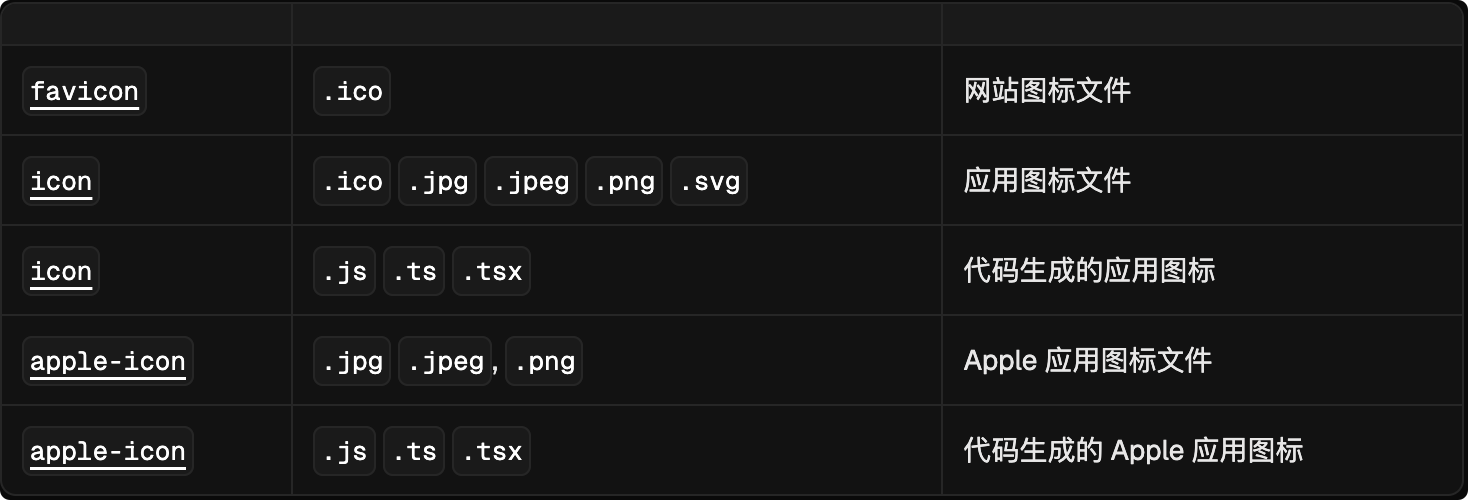 favicon .ico 网站图标文件
icon .ico .jpg .jpeg .png .svg 应用图标文件
icon .js .ts .tsx 代码生成的应用图标
apple-icon .jpg .jpeg, .png Apple 应用图标文件
apple-icon .js .ts .tsx 代码生成的 Apple 应用图标